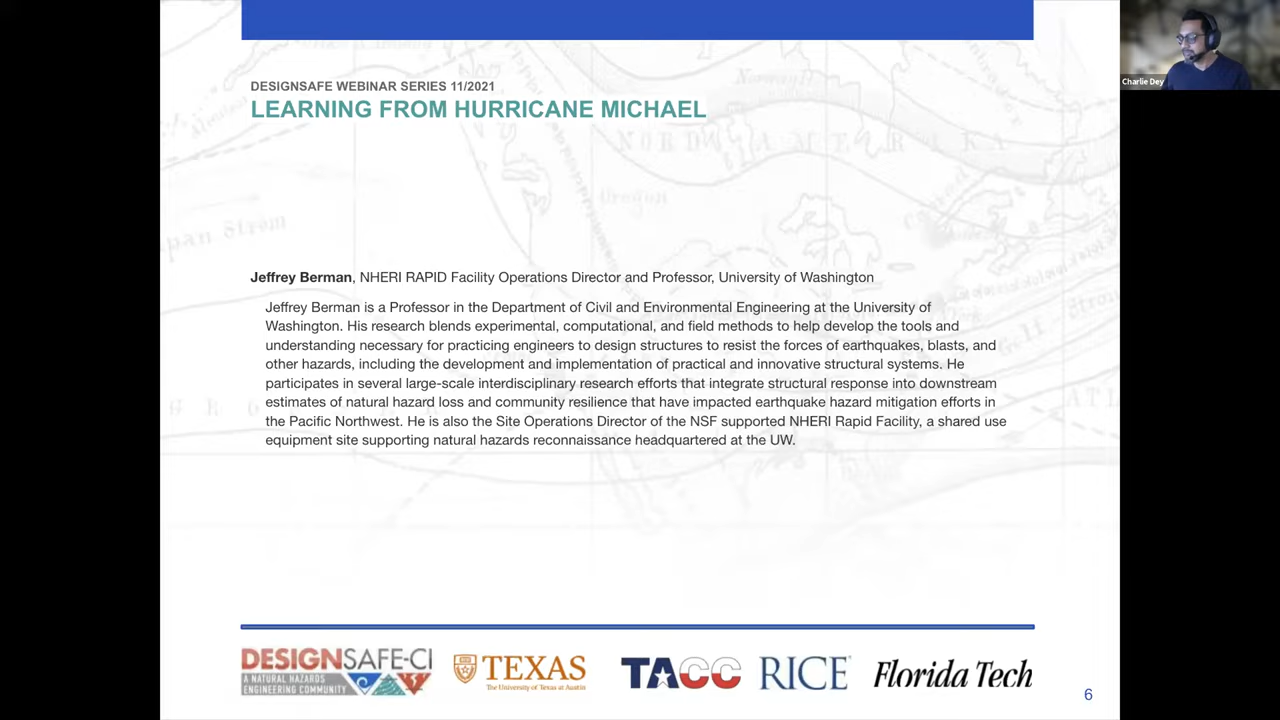 DESIGNSAFE WEBINAR SERIES 11/2021
LEARNING FROM HURRICANE MICHAEL
Charlie Dey
Jeffrey Berman, NHERI RAPID Facility Operations Director and Professor, University of Washington
Jeffrey Berman is a Professor in the Department of Civil and Environmental Engineering at the University of
Washington. His research blends experimental, computational, and field methods to help develop the tools and
understanding necessary for practicing engineers to design structures to resist the forces of earthquakes, blasts, and
other hazards, including the development and implementation of practical and innovative structural systems. He
participates in several large-scale interdisciplinary research efforts that integrate structural response into downstream
estimates of natural hazard loss and community resilience that have impacted earthquake hazard mitigation efforts in
the Pacific Northwest. He is also the Site Operations Director of the NSF supported NHERI Rapid Facility, a shared use
equipment site supporting natural hazards reconnaissance headquartered at the UW.
DESIGNSAFE-CI
A NATURAL HAZARDS
ENGINEERING COMMUNITY
TEXAS
The University of Texas at Austin
TACC
RICE
Florida Tech
6